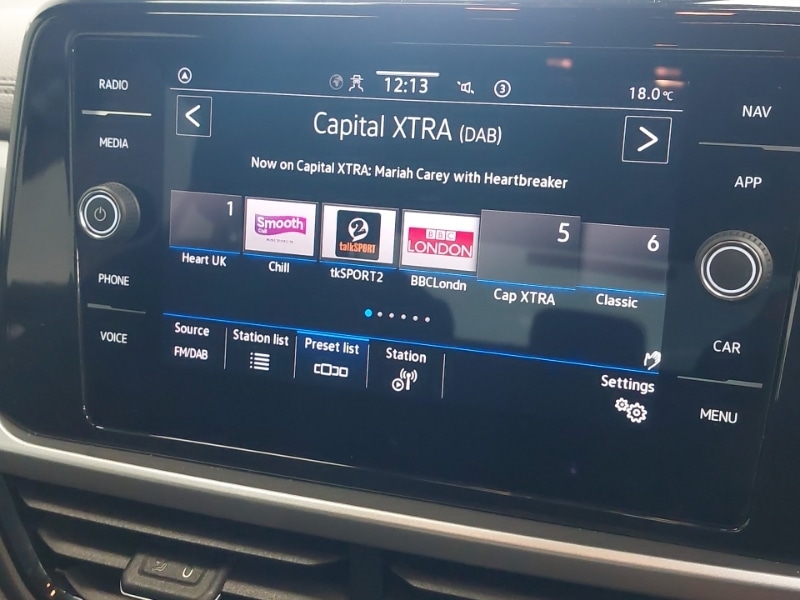 RADIO
MEDIA
PHONE
VOICE
12:13
3
18.0°C
Capital XTRA (DAB)
Now on Capital XTRA: Mariah Carey with Heartbreaker
1
Heart UK
Smooth
Chill
2
talkSPORT
tkSPORT2
BBC
LONDON
BBCLondn
5
Cap XTRA
6
Classic
Source
FM/DAB
Station list
Preset list
Station
Settings
NAV
APP
CAR
MENU